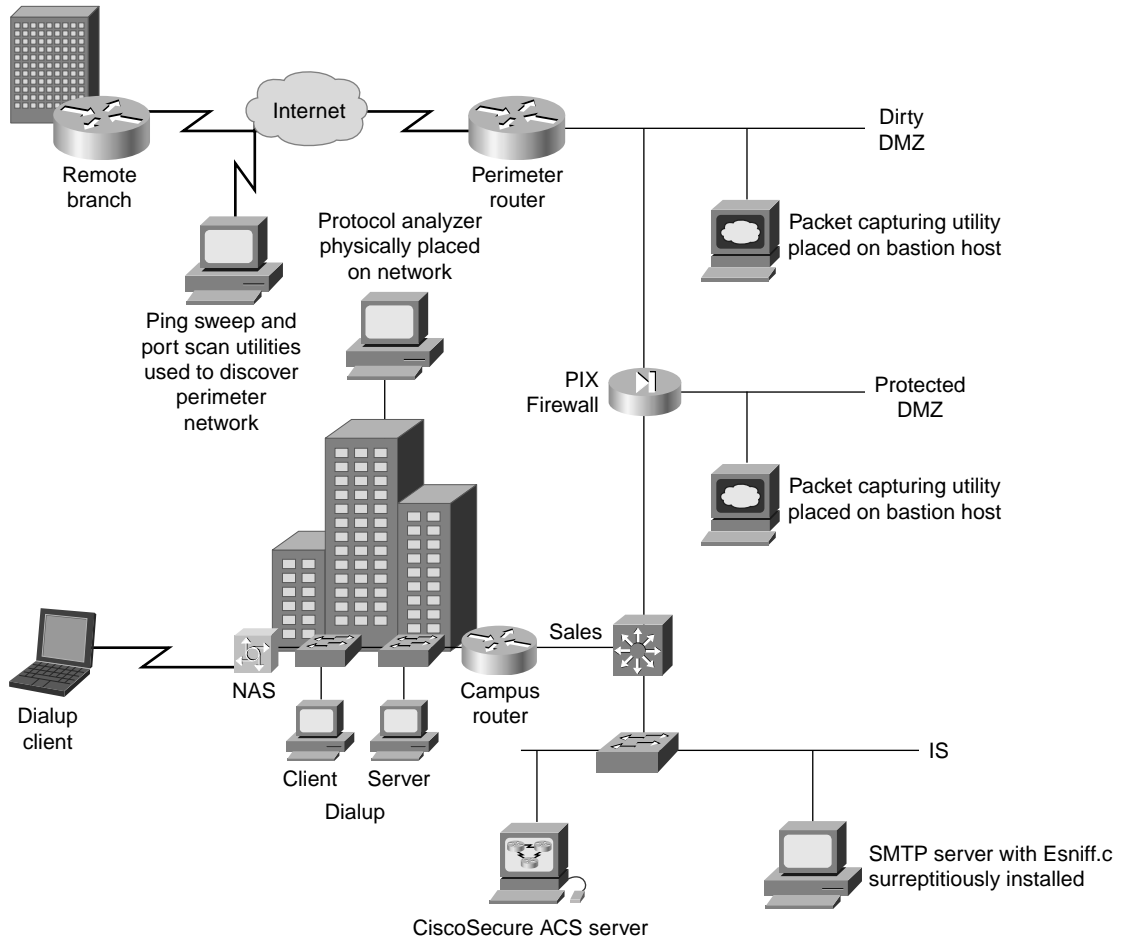 Internet
Remote
branch
Perimeter
router
Dirty
DMZ
Packet capturing utility
placed on bastion host
Protocol analyzer
physically placed
on network
Ping sweep and
port scan utilities
used to discover
perimeter
network
PIX
Firewall
Protected
DMZ
Packet capturing utility
placed on bastion host
Dialup
client
NAS
Client
Server
Dialup
Campus
router
Sales
IS
CiscoSecure ACS server
SMTP server with Esniff.c
surreptitiously installed